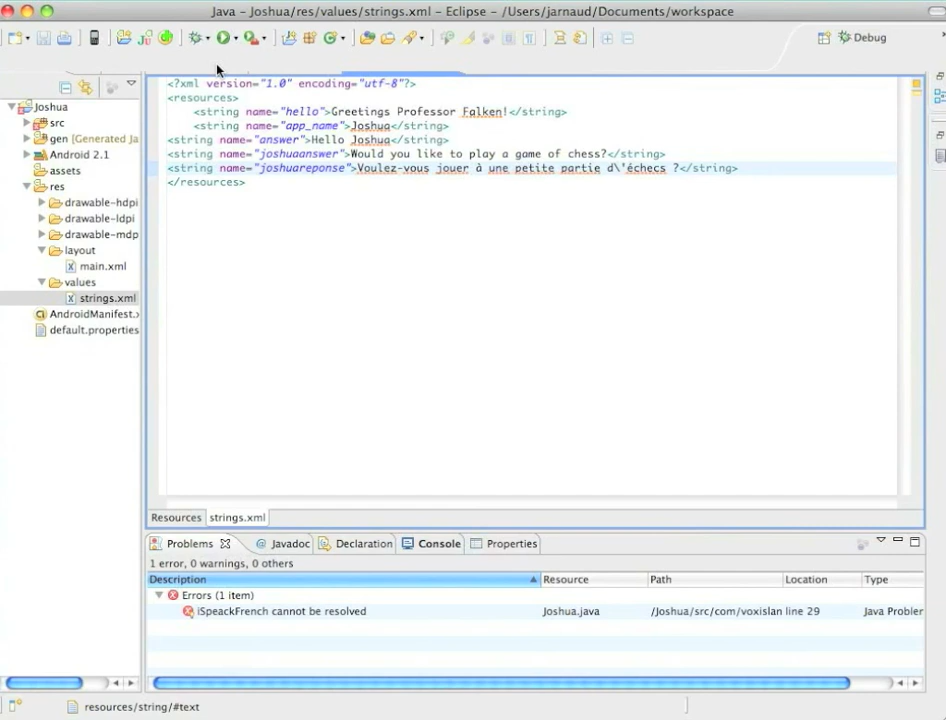 Java – Joshua/res/values/strings.xml – Eclipse – /Users/jarnaud/Documents/workspace
Debug
Joshua
src
gen [Generated Ja
Android 2.1
assets
res
drawable-hdpi
drawable-ldpi
drawable-mdp
layout
main.xml
values
strings.xml
AndroidManifest.x
default.properties
<?xml version="1.0" encoding="utf-8"?>
<resources>
<string name="hello">Greetings Professor Falken!</string>
<string name="app_name">Joshua</string>
<string name="answer">Hello Joshua</string>
<string name="joshuaanswer">Would you like to play a game of chess?</string>
<string name="joshuareponse">Voulez-vous jouer à une petite partie d\'échecs ?</string>
</resources>
Resources strings.xml
Problems Javadoc Declaration Console Properties
1 error, 0 warnings, 0 others
Description Resource Path Location Type
Errors (1 item)
iSpeackFrench cannot be resolved Joshua.java /Joshua/src/com/voxislan line 29 Java Probler
resources/string/#text